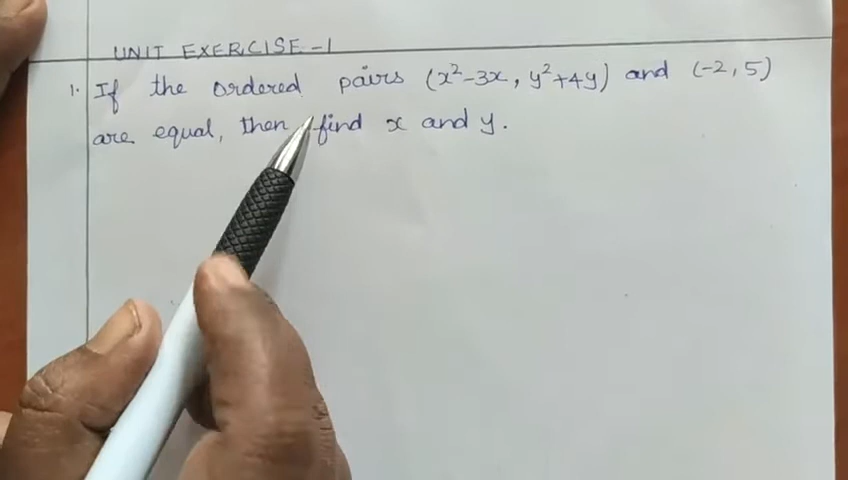 UNIT EXERCISE-1
1. If the ordered pairs (x²-3x, y²+4y) and (-2, 5)
are equal, then find x and y.